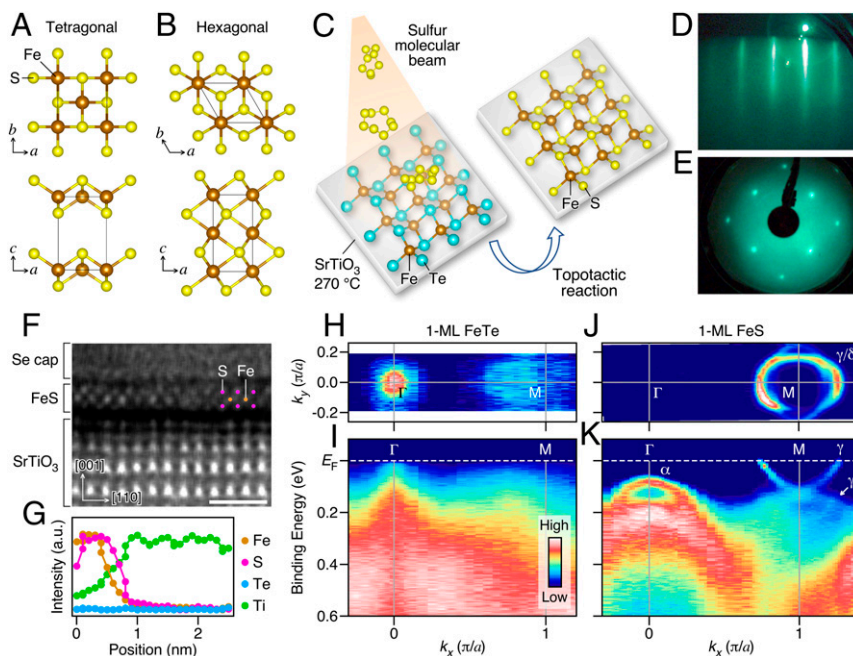 A Tetragonal
Fe
S
b
a
c
a
B Hexagonal
b
a
c
a
C
Sulfur
molecular
beam
SrTiO3
270 °C
Fe
Te
Fe
S
Topotactic
reaction
D
E
F
Se cap
FeS
SrTiO3
S Fe
[001]
[110]
G
Intensity (a.u.)
0 1 2
Position (nm)
Fe
S
Te
Ti
H 1-ML FeTe
ky (π/a)
0.2
0.0
-0.2
Γ M
I
Γ M
EF
Binding Energy (eV)
0.2
0.4
0.6
High
Low
0 1
kx (π/a)
J 1-ML FeS
γ/δ
Γ M
K
Γ M γ
α
0 1
kx (π/a)